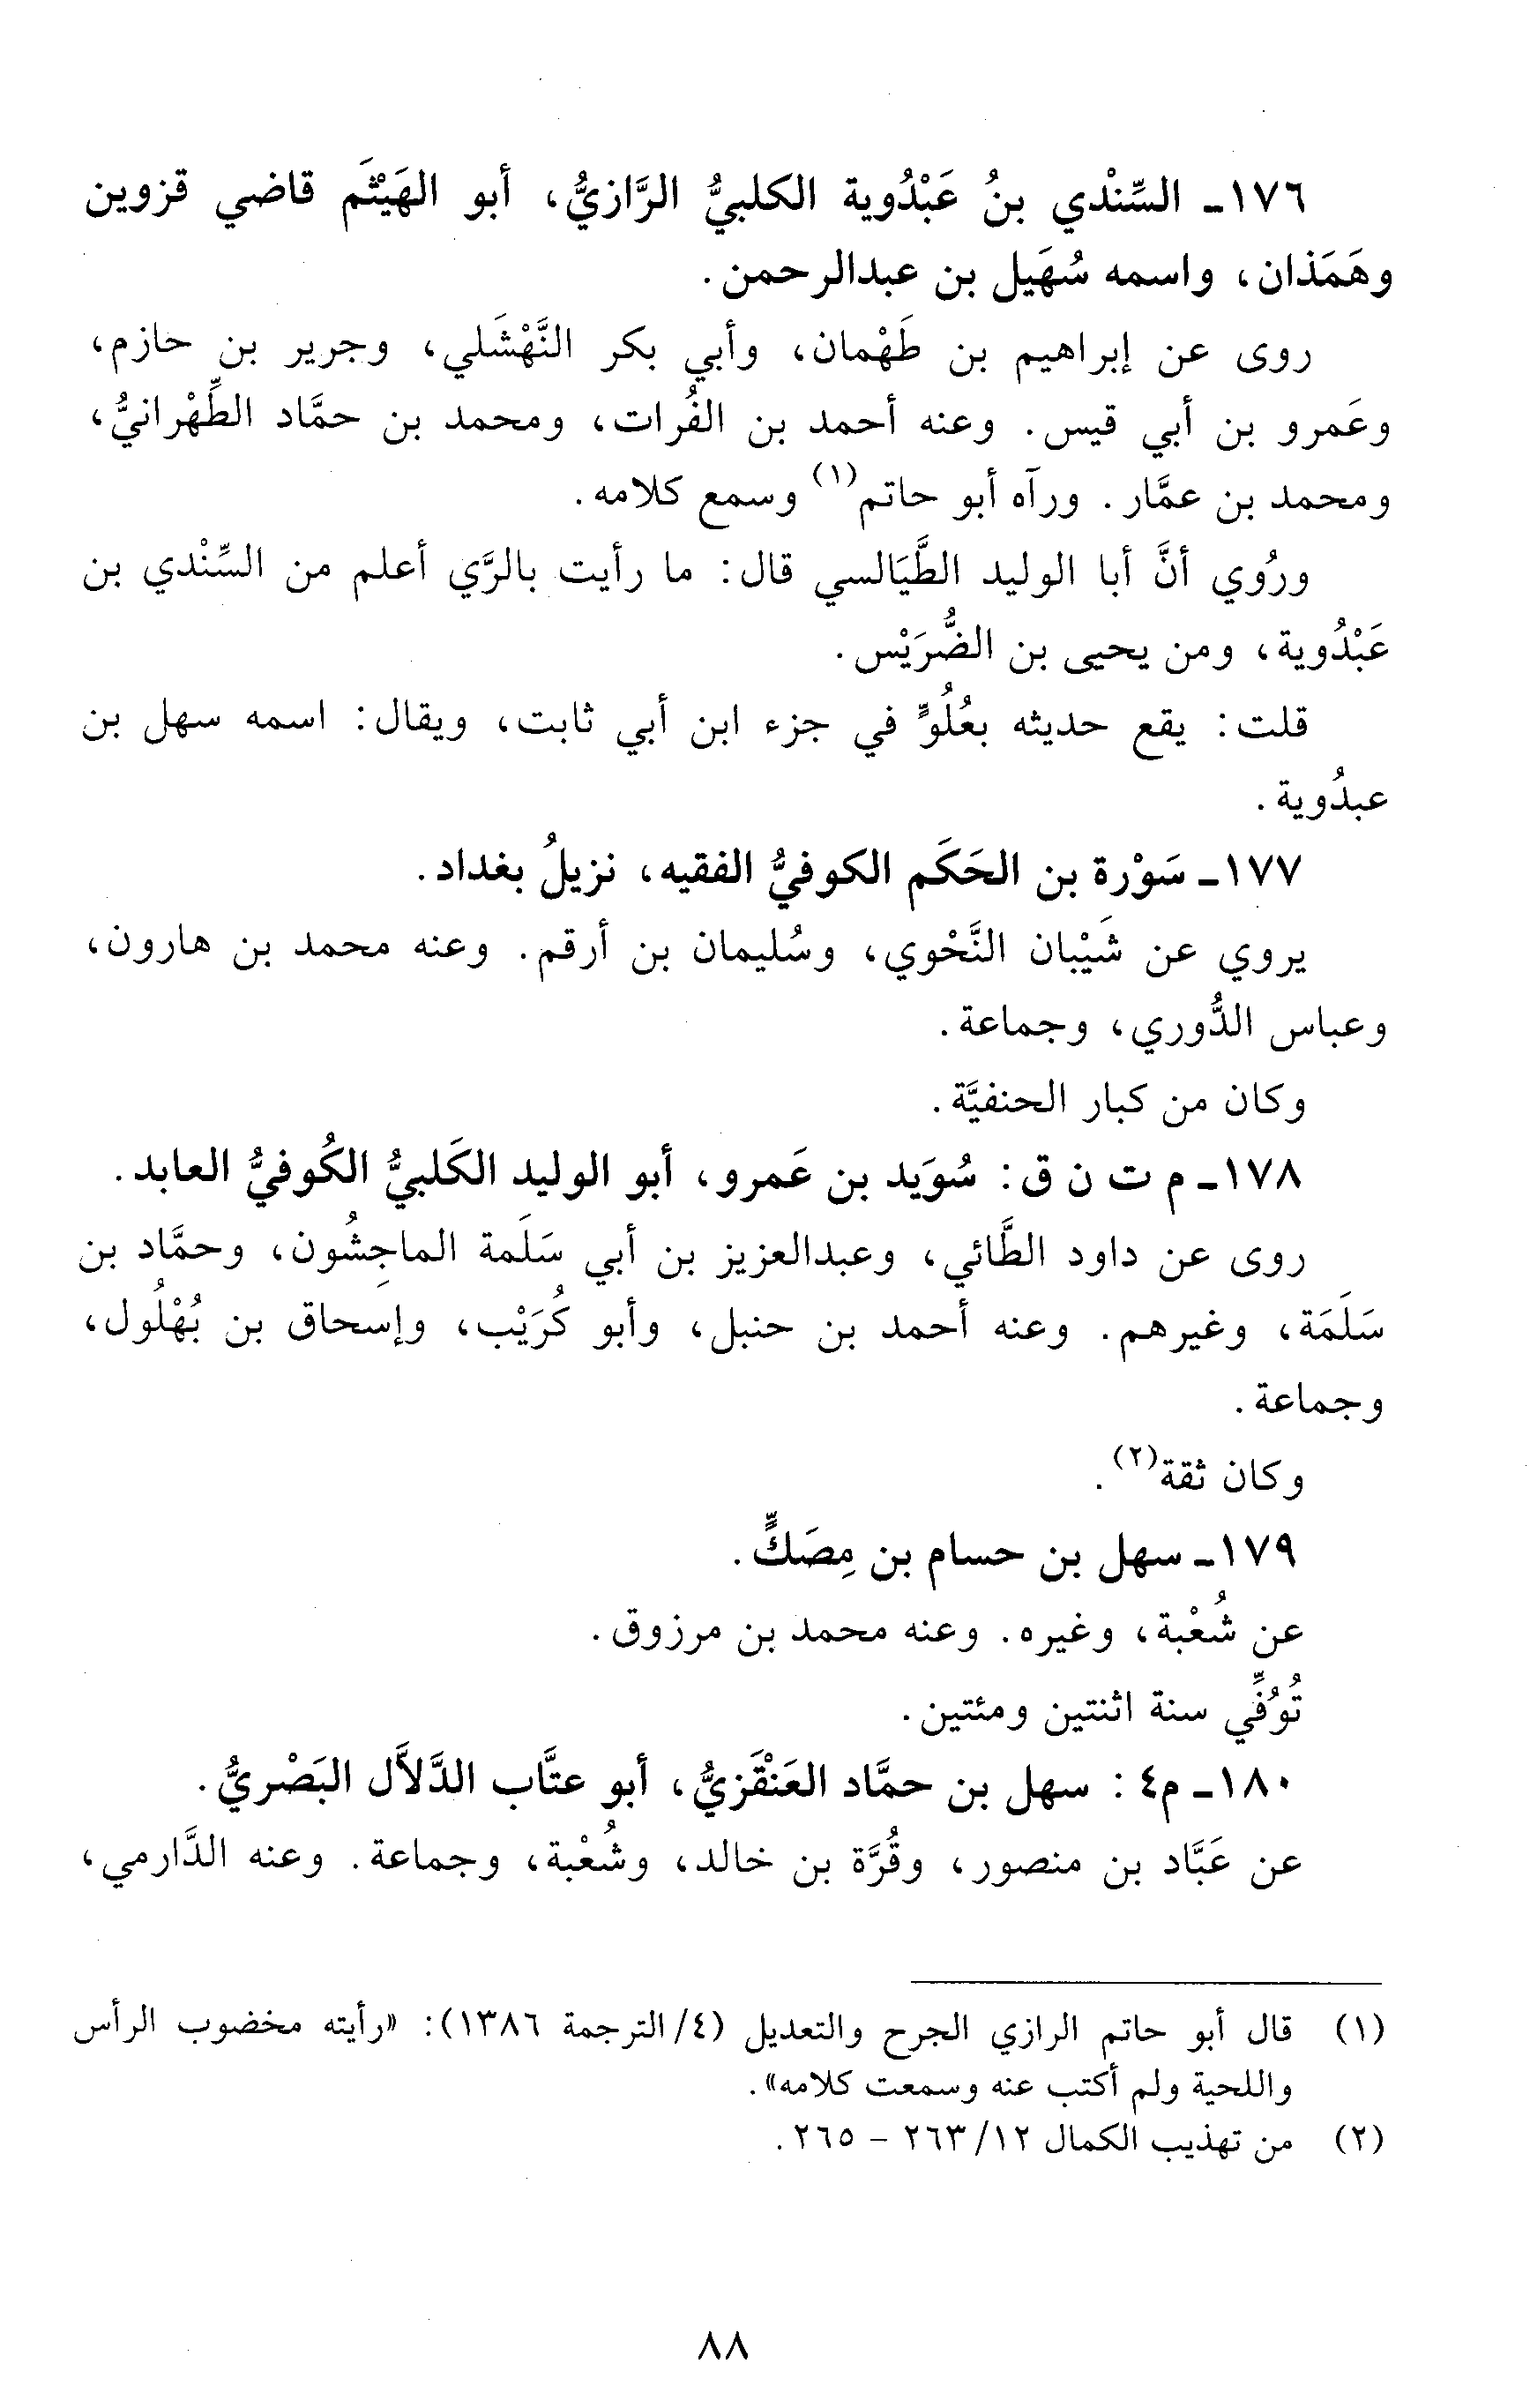 ١٧٦ـ السِّنْدي بنُ عَبْدُوية الكلبيُّ الرَّازيُّ، أبو الهَيْثَم قاضي قزوين
وهَمَذان، واسمه سُهَيل بن عبدالرحمن.
روى عن إبراهيم بن طَهْمان، وأبي بكر النَّهْشَلي، وجرير بن حازم،
وعَمرو بن أبي قيس. وعنه أحمد بن الفُرات، ومحمد بن حمَّاد الطِّهْرانيُّ،
ومحمد بن عمَّار. ورآه أبو حاتم(١) وسمع كلامه.
ورُوي أنَّ أبا الوليد الطَّيَالسي قال: ما رأيت بالرَّي أعلم من السِّنْدي بن
عَبْدُوية، ومن يحيى بن الضُّرَيْس.
قلت: يقع حديثه بعُلُوٍّ في جزء ابن أبي ثابت، ويقال: اسمه سهل بن
عبدُوية.
١٧٧ـ سَوْرة بن الحَكَم الكوفيُّ الفقيه، نزيلُ بغداد.
يروي عن شَيْبان النَّحْوي، وسُليمان بن أرقم. وعنه محمد بن هارون،
وعباس الدُّوري، وجماعة.
وكان من كبار الحنفيَّة.
١٧٨ـ م ت ن ق: سُوَيد بن عَمرو، أبو الوليد الكَلبيُّ الكُوفيُّ العابد.
روى عن داود الطَّائي، وعبدالعزيز بن أبي سَلَمة الماجِشُون، وحمَّاد بن
سَلَمَة، وغيرهم. وعنه أحمد بن حنبل، وأبو كُرَيْب، وإسحاق بن بُهْلُول،
وجماعة.
وكان ثقة(٢).
١٧٩ـ سهل بن حسام بن مِصَكٍّ.
عن شُعْبة، وغيره. وعنه محمد بن مرزوق.
تُوُفِّي سنة اثنتين ومئتين.
١٨٠ـ م٤: سهل بن حمَّاد العَنْقَزيُّ، أبو عتَّاب الدَّلاَّل البَصْريُّ.
عن عَبَّاد بن منصور، وقُرَّة بن خالد، وشُعْبة، وجماعة. وعنه الدَّارمي،
(١) قال أبو حاتم الرازي الجرح والتعديل (٤/الترجمة ١٣٨٦): «رأيته مخضوب الرأس
واللحية ولم أكتب عنه وسمعت كلامه».
(٢) من تهذيب الكمال ١٢/ ٢٦٣ - ٢٦٥.
٨٨